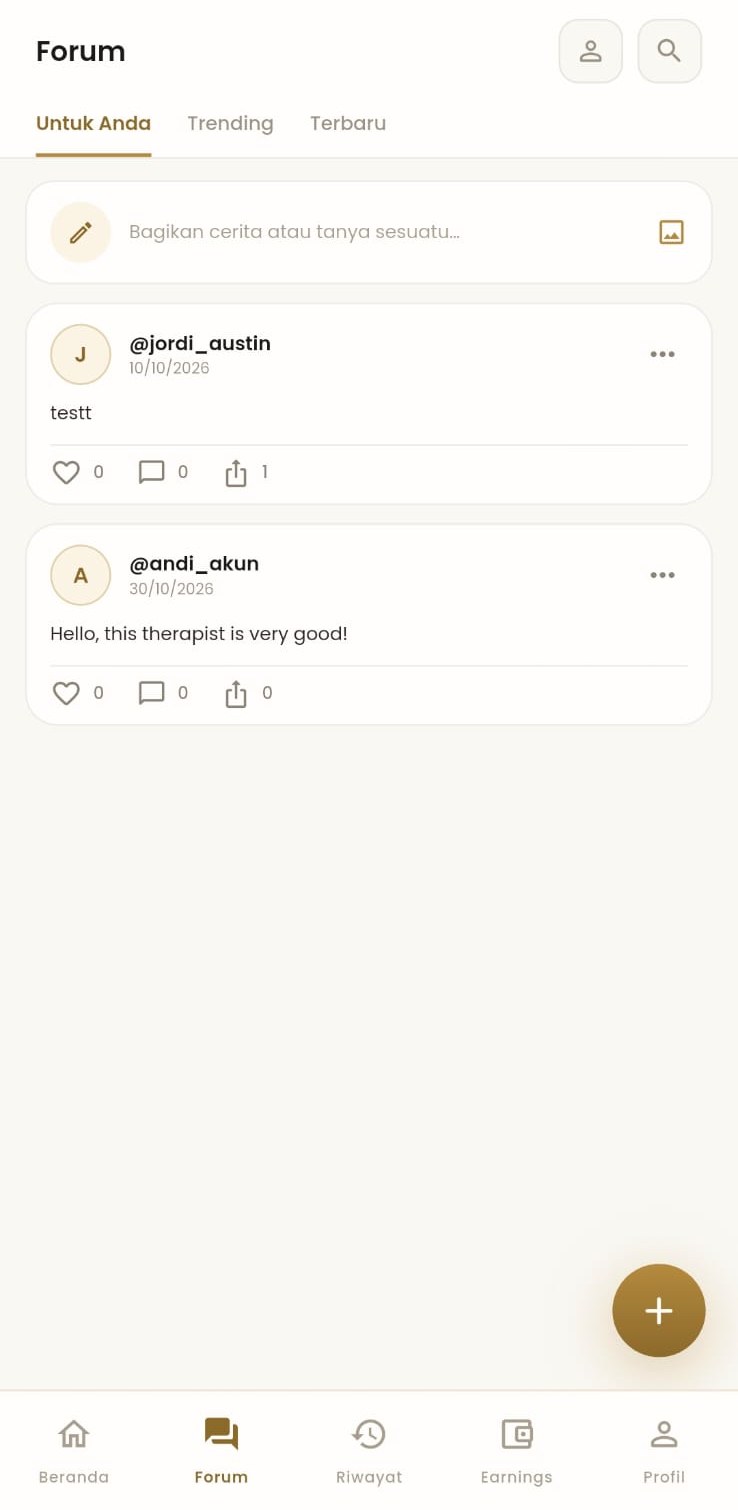 Forum
Untuk Anda Trending Terbaru
Bagikan cerita atau tanya sesuatu...
J
@jordi_austin
10/10/2026
testt
0 0 1
A
@andi_akun
30/10/2026
Hello, this therapist is very good!
0 0 0
Beranda Forum Riwayat Earnings Profil